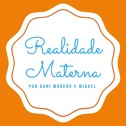 Realidade
Materna
POR DANI MORENO E MIGUEL